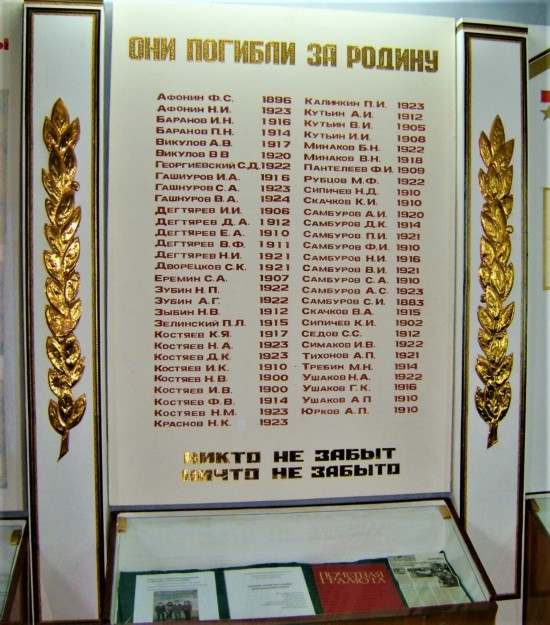 ОНИ ПОГИБЛИ ЗА РОДИНУ
АФОНИН Ф.С. 1896
АФОНИН Н.И. 1923
БАРАНОВ И.Н. 1916
БАРАНОВ П.Н. 1914
ВИКУЛОВ А.В. 1917
ВИКУЛОВ В.В 1920
ГЕОРГИЕВСКИЙ С.Д. 1922
ГАШИУРОВ И.А. 1916
ГАШНУРОВ С.А. 1923
ГАШНУРОВ В.А. 1924
ДЕГТЯРЕВ И.И. 1906
ДЕГТЯРЕВ Д.А. 1912
ДЕГТЯРЕВ Е.А. 1910
ДЕГТЯРЕВ В.Ф. 1911
ДЕГТЯРЕВ Н.И. 1921
ДВОРЕЦКОВ С.К. 1921
ЕРЕМИН С.А. 1907
ЗУБИН Н.П. 1922
ЗУБИН А.Г. 1922
ЗЫБИН Н.В. 1912
ЗЕЛИНСКИЙ П.Л. 1915
КОСТЯЕВ К.Я. 1917
КОСТЯЕВ Н.А. 1923
КОСТЯЕВ Д.К. 1923
КОСТЯЕВ И.К. 1910
КОСТЯЕВ Н.В. 1900
КОСТЯЕВ И.В. 1900
КОСТЯЕВ Ф.В. 1914
КОСТЯЕВ Н.М. 1923
КРАСНОВ Н.К. 1923
КАЛИНКИН П.И. 1923
КУТЬИН А.И. 1912
КУТЬИН В.И. 1905
КУТЬИН И.И. 1908
МИНАКОВ Б.Н. 1922
МИНАКОВ В.Н. 1918
ПАНТЕЛЕЕВ Ф.И. 1909
РУБЦОВ М.Ф. 1922
СИПИЧЕВ Н.Д. 1910
СКАЧКОВ К.И. 1910
САМБУРОВ А.И. 1920
САМБУРОВ Д.К. 1914
САМБУРОВ П.И. 1921
САМБУРОВ Ф.И. 1910
САМБУРОВ Н.И. 1916
САМБУРОВ В.И. 1921
САМБУРОВ С.А. 1910
САМБУРОВ А.С. 1923
САМБУРОВ С.И. 1883
СКАЧКОВ В.А. 1915
СИПИЧЕВ К.И. 1902
СЕДОВ С.С. 1912
СИМАКОВ И.В. 1922
ТИХОНОВ А.П. 1921
ТРЕБИН М.Н. 1914
УШАКОВ Н.А. 1922
УШАКОВ Г.К. 1916
УШАКОВ А.П 1910
ЮРКОВ А.П. 1910
НИКТО НЕ ЗАБЫТ
НИЧТО НЕ ЗАБЫТО
ПОЧЕТНАЯ
ГРАМОТА